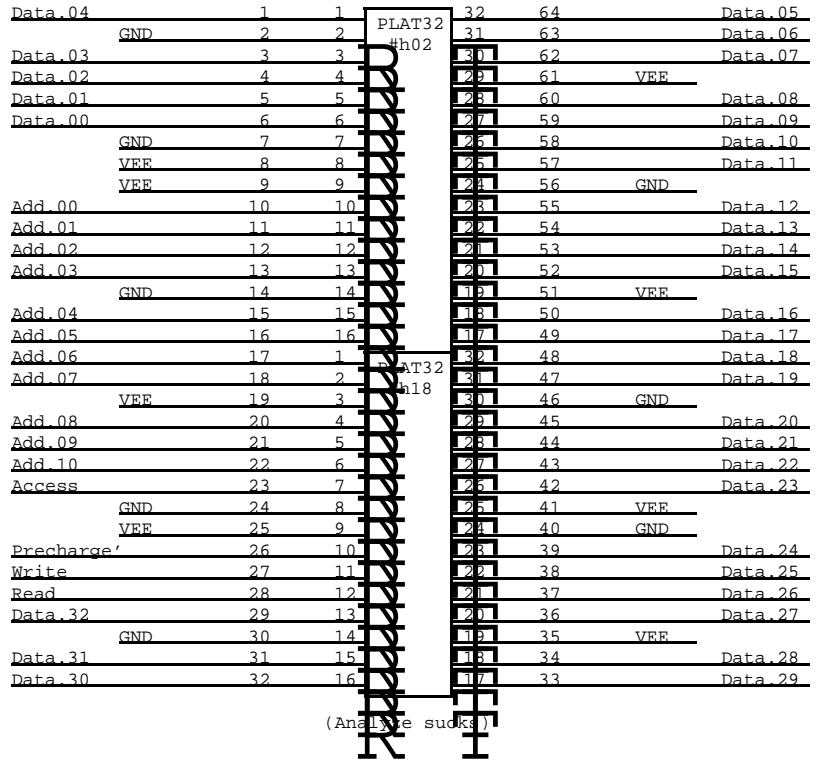 Data.04 1 1 PLAT32 32 64 Data.05
GND 2 2 #h02 31 63 Data.06
Data.03 3 3 30 62 Data.07
Data.02 4 4 29 61 VEE
Data.01 5 5 28 60 Data.08
Data.00 6 6 27 59 Data.09
GND 7 7 26 58 Data.10
VEE 8 8 25 57 Data.11
VEE 9 9 24 56 GND
Add.00 10 10 23 55 Data.12
Add.01 11 11 22 54 Data.13
Add.02 12 12 21 53 Data.14
Add.03 13 13 20 52 Data.15
GND 14 14 19 51 VEE
Add.04 15 15 18 50 Data.16
Add.05 16 16 17 49 Data.17
Add.06 17 1 PLAT32 32 48 Data.18
Add.07 18 2 #h18 31 47 Data.19
VEE 19 3 30 46 GND
Add.08 20 4 29 45 Data.20
Add.09 21 5 28 44 Data.21
Add.10 22 6 27 43 Data.22
Access 23 7 26 42 Data.23
GND 24 8 25 41 VEE
VEE 25 9 24 40 GND
Precharge’ 26 10 23 39 Data.24
Write 27 11 22 38 Data.25
Read 28 12 21 37 Data.26
Data.32 29 13 20 36 Data.27
GND 30 14 19 35 VEE
Data.31 31 15 18 34 Data.28
Data.30 32 16 17 33 Data.29
(Analyze sucks)